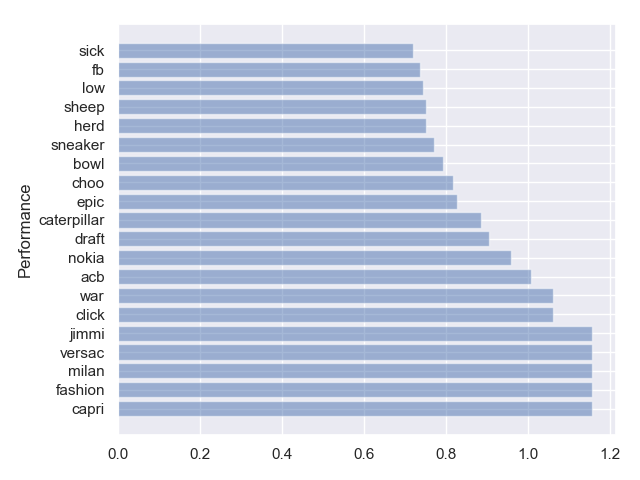 sick
fb
low
sheep
herd
sneaker
bowl
choo
epic
caterpillar
draft
nokia
acb
war
click
jimmi
versac
milan
fashion
capri
Performance
0.0 0.2 0.4 0.6 0.8 1.0 1.2